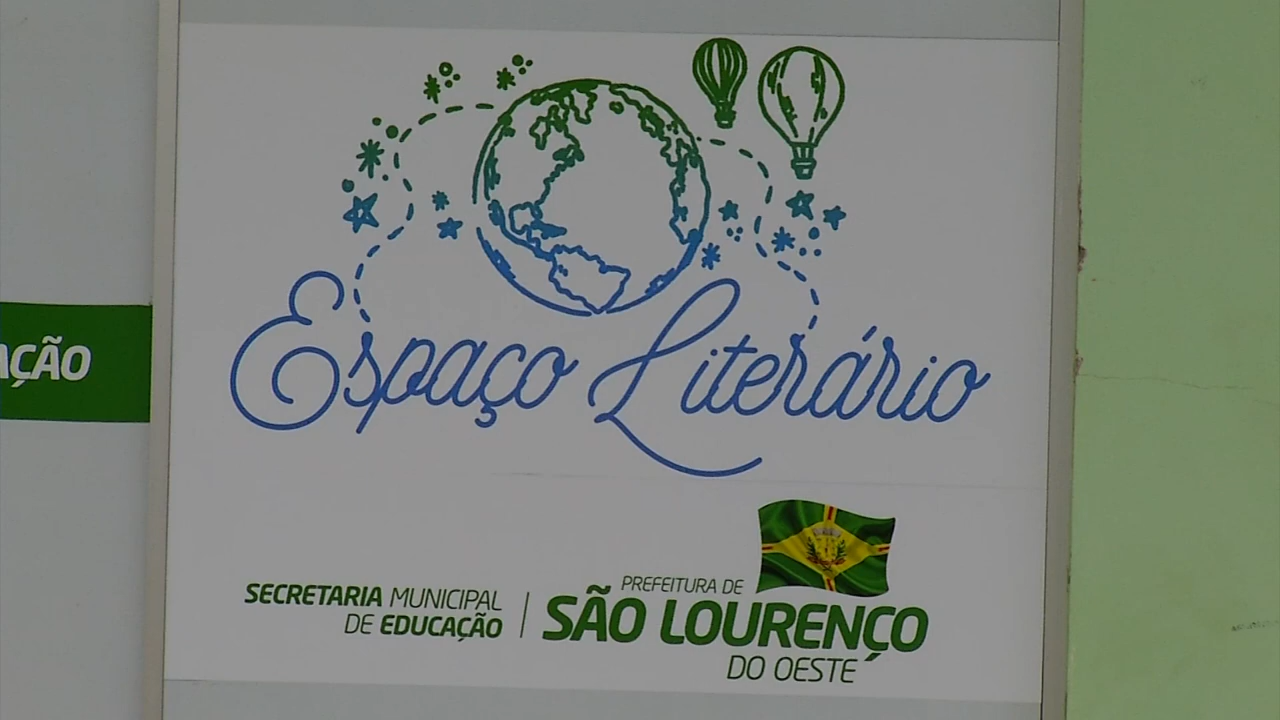 Espaço Literário
SECRETARIA MUNICIPAL
DE EDUCAÇÃO
PREFEITURA DE
SÃO LOURENÇO
DO OESTE
AÇÃO